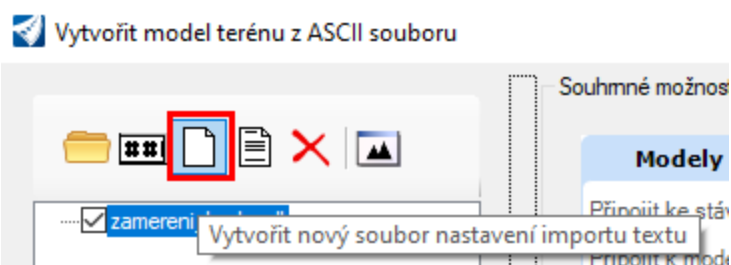 Vytvořit model terénu z ASCII souboru
Souhrnné možnost
##
Modely
Připojit ke stáv
zamereni
Vytvořit nový soubor nastavení importu textu
Připojit k mode